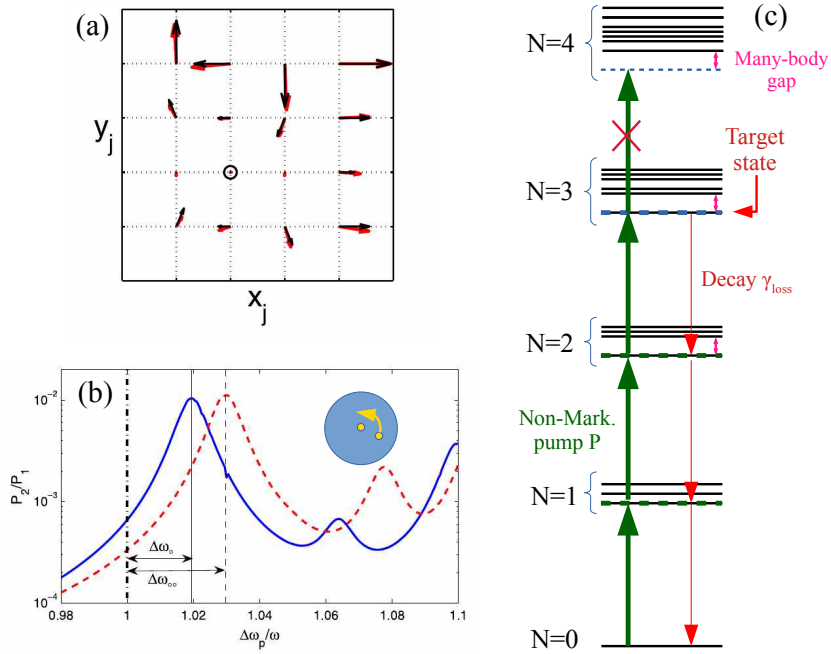 (a)
y_j
x_j
(b)
P_2/P_1
10^-2
10^-3
10^-4
Δω_o
Δω_oo
0.98
1
1.02
1.04
1.06
1.08
1.1
Δω_p/ω
(c)
N=4
Many-body
gap
Target
state
N=3
Decay γ_loss
N=2
Non-Mark.
pump P
N=1
N=0